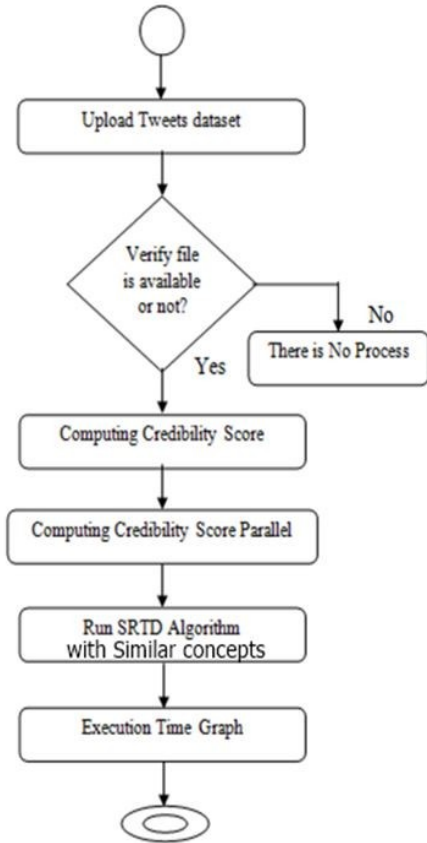 Upload Tweets dataset
Verify file
is available
or not?
No
There is No Process
Yes
Computing Credibility Score
Computing Credibility Score Parallel
Run SRTD Algorithm
with Similar concepts
Execution Time Graph